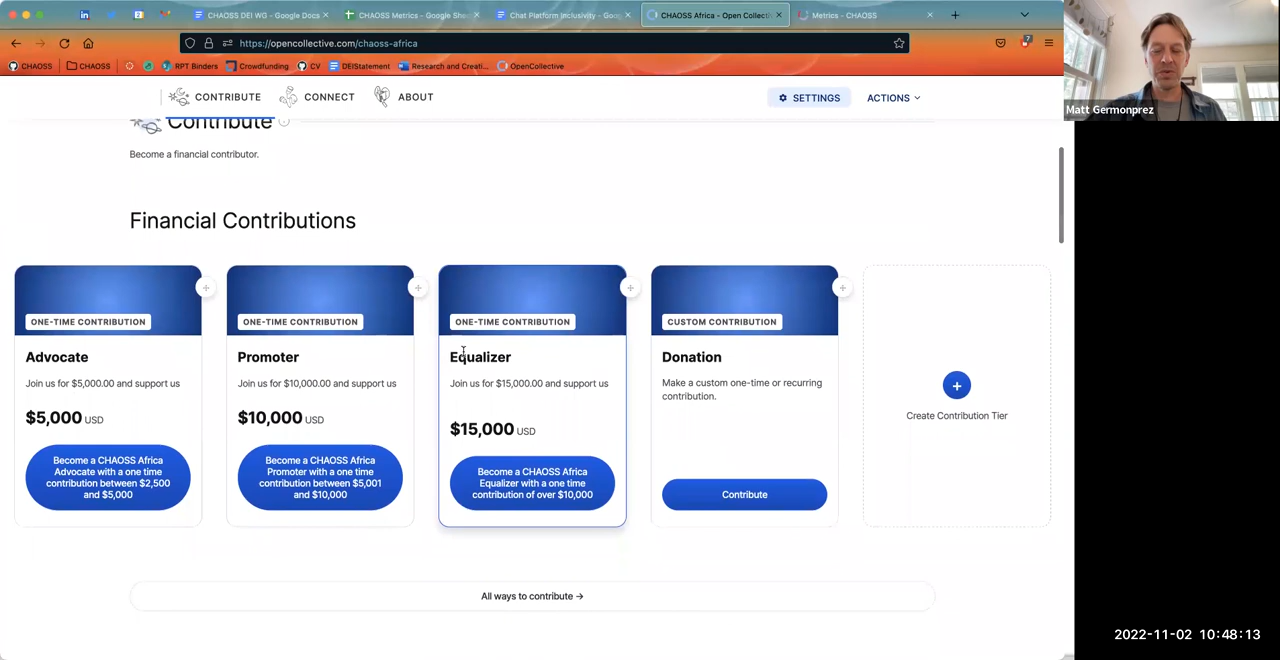 CHAOSS DEI WG - Google Docs
CHAOSS Metrics - Google She
Chat Platform Inclusivity - Goo
CHAOSS Africa - Open Collecti
Metrics - CHAOSS
https://opencollective.com/chaoss-africa
7
CHAOSS
CHAOSS
RPT Binders
Crowdfunding
CV
DEIStatement
Research and Creati...
OpenCollective
CONTRIBUTE
CONNECT
ABOUT
SETTINGS
ACTIONS
Matt Germonprez
Contribute
Become a financial contributor.
Financial Contributions
ONE-TIME CONTRIBUTION
Advocate
Join us for $5,000.00 and support us
$5,000 USD
Become a CHAOSS Africa
Advocate with a one time
contribution between $2,500
and $5,000
ONE-TIME CONTRIBUTION
Promoter
Join us for $10,000.00 and support us
$10,000 USD
Become a CHAOSS Africa
Promoter with a one time
contribution between $5,001
and $10,000
ONE-TIME CONTRIBUTION
Equalizer
Join us for $15,000.00 and support us
$15,000 USD
Become a CHAOSS Africa
Equalizer with a one time
contribution of over $10,000
CUSTOM CONTRIBUTION
Donation
Make a custom one-time or recurring
contribution.
Contribute
Create Contribution Tier
All ways to contribute →
2022-11-02 10:48:13